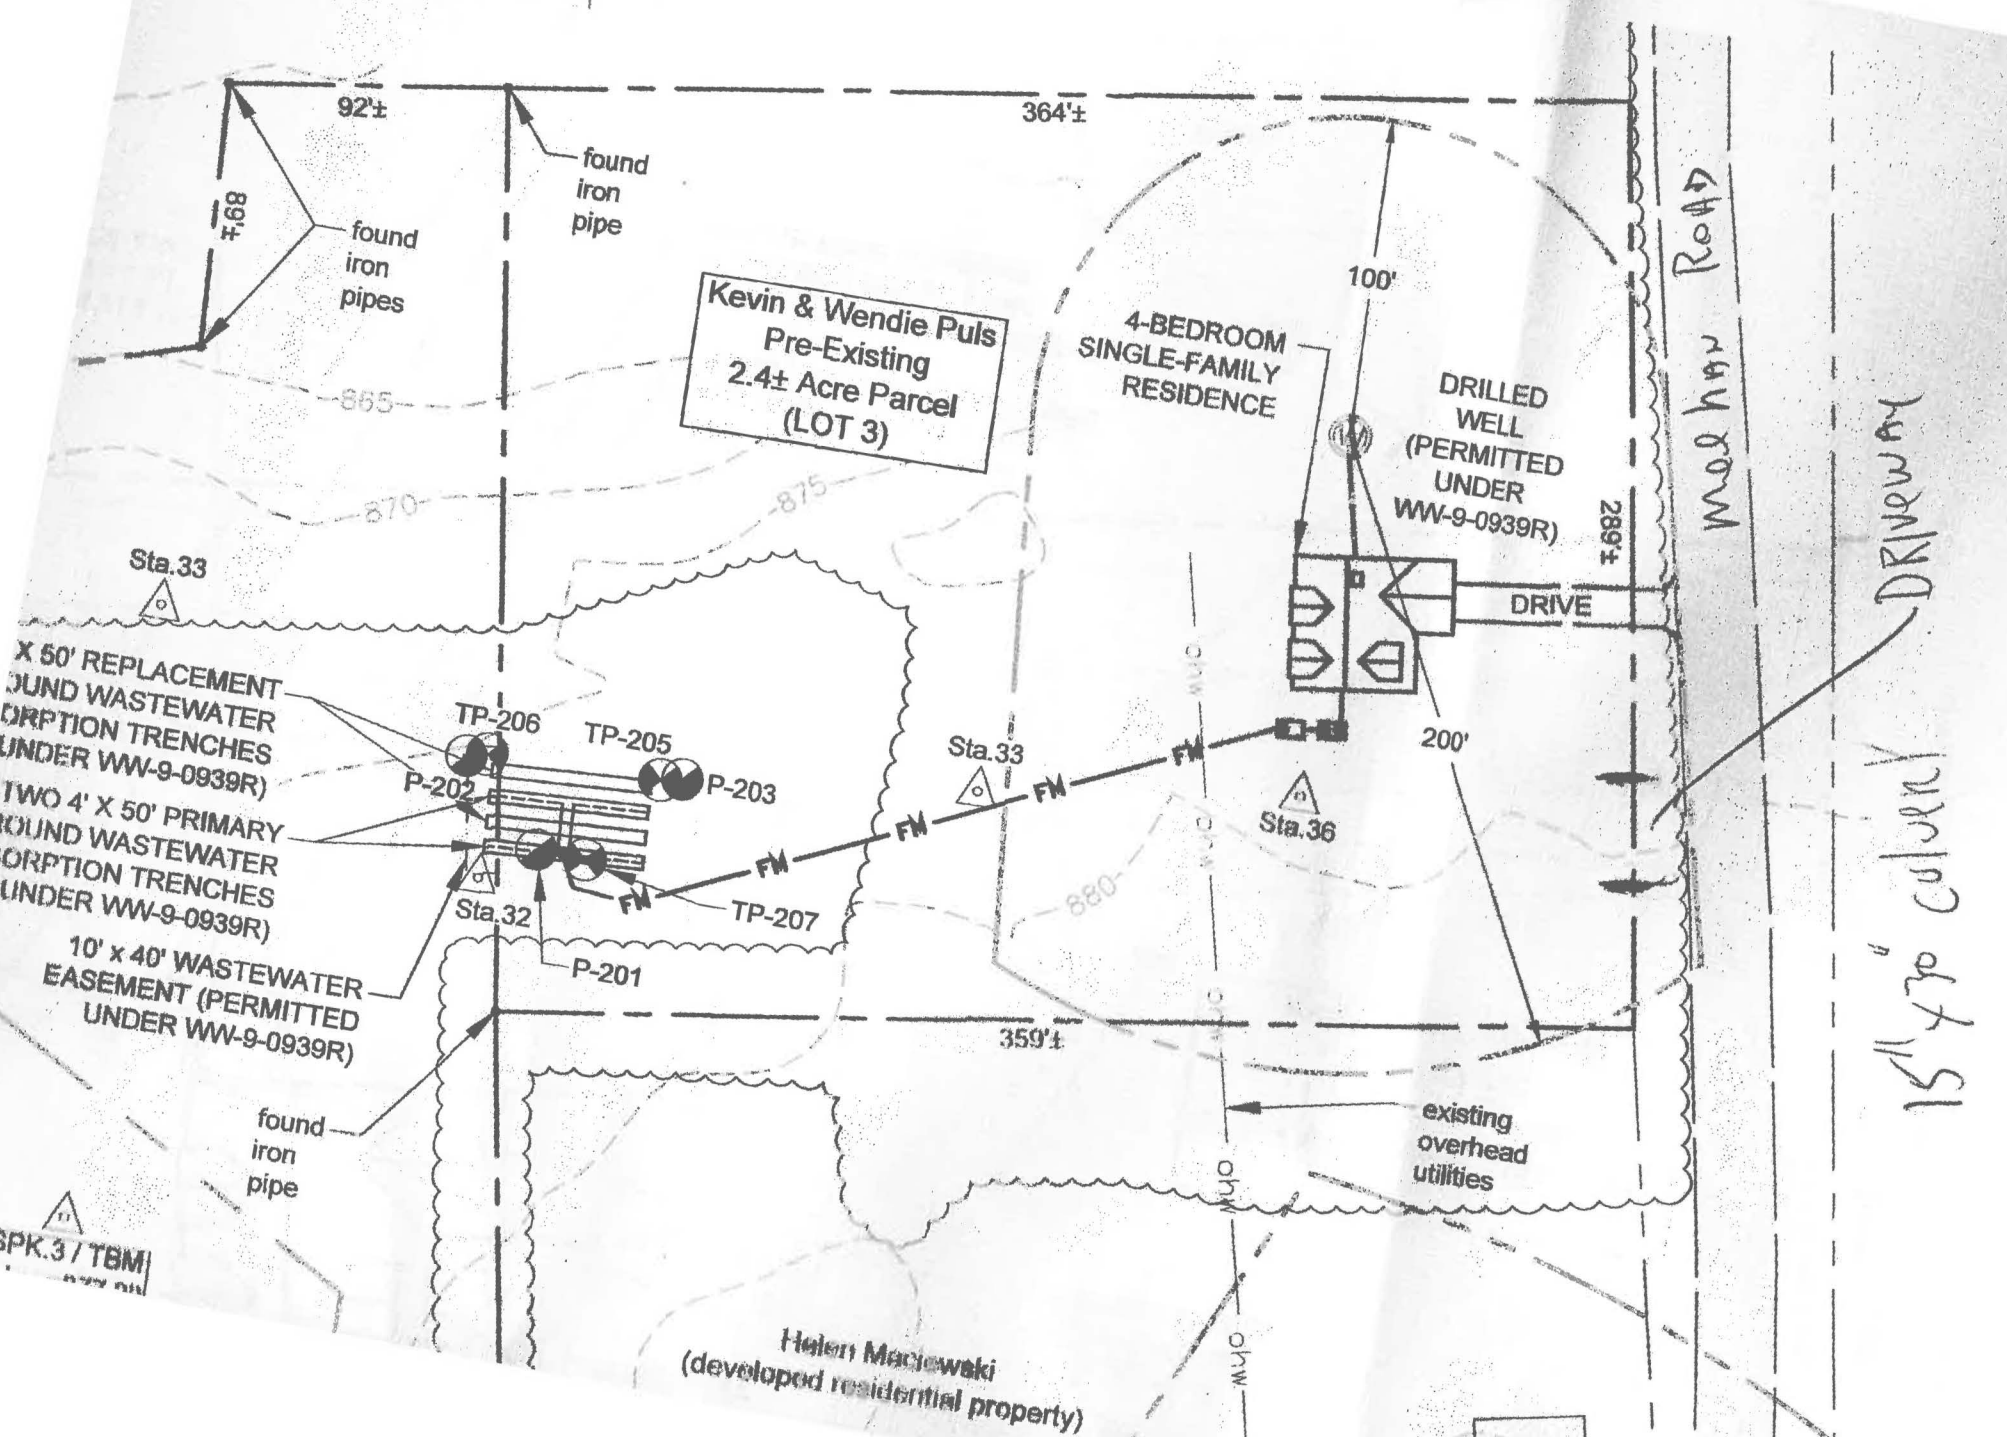 92'±
364'±
89'±
found
iron
pipes
found
iron
pipe
Kevin & Wendie Puls
Pre-Existing
2.4± Acre Parcel
(LOT 3)
100'
4-BEDROOM
SINGLE-FAMILY
RESIDENCE
DRILLED
WELL
(PERMITTED
UNDER
WW-9-0939R)
W
289'±
ROAD
DRIVEWAY
15" x 30" culvert
865
870
875
Sta.33
DRIVE
ohw
X 50' REPLACEMENT
OUND WASTEWATER
ORPTION TRENCHES
UNDER WW-9-0939R)
TP-206
TP-205
P-202
P-203
TWO 4' X 50' PRIMARY
ROUND WASTEWATER
SORPTION TRENCHES
UNDER WW-9-0939R)
Sta.33
200'
FM
FM
FM
FM
FM
Sta.36
ohw
880
Sta.32
TP-207
P-201
10' x 40' WASTEWATER
EASEMENT (PERMITTED
UNDER WW-9-0939R)
ohw
359'±
found
iron
pipe
existing
overhead
utilities
ohw
SPK.3 / TBM
Helen Maciewski
(developed residential property)
ohw